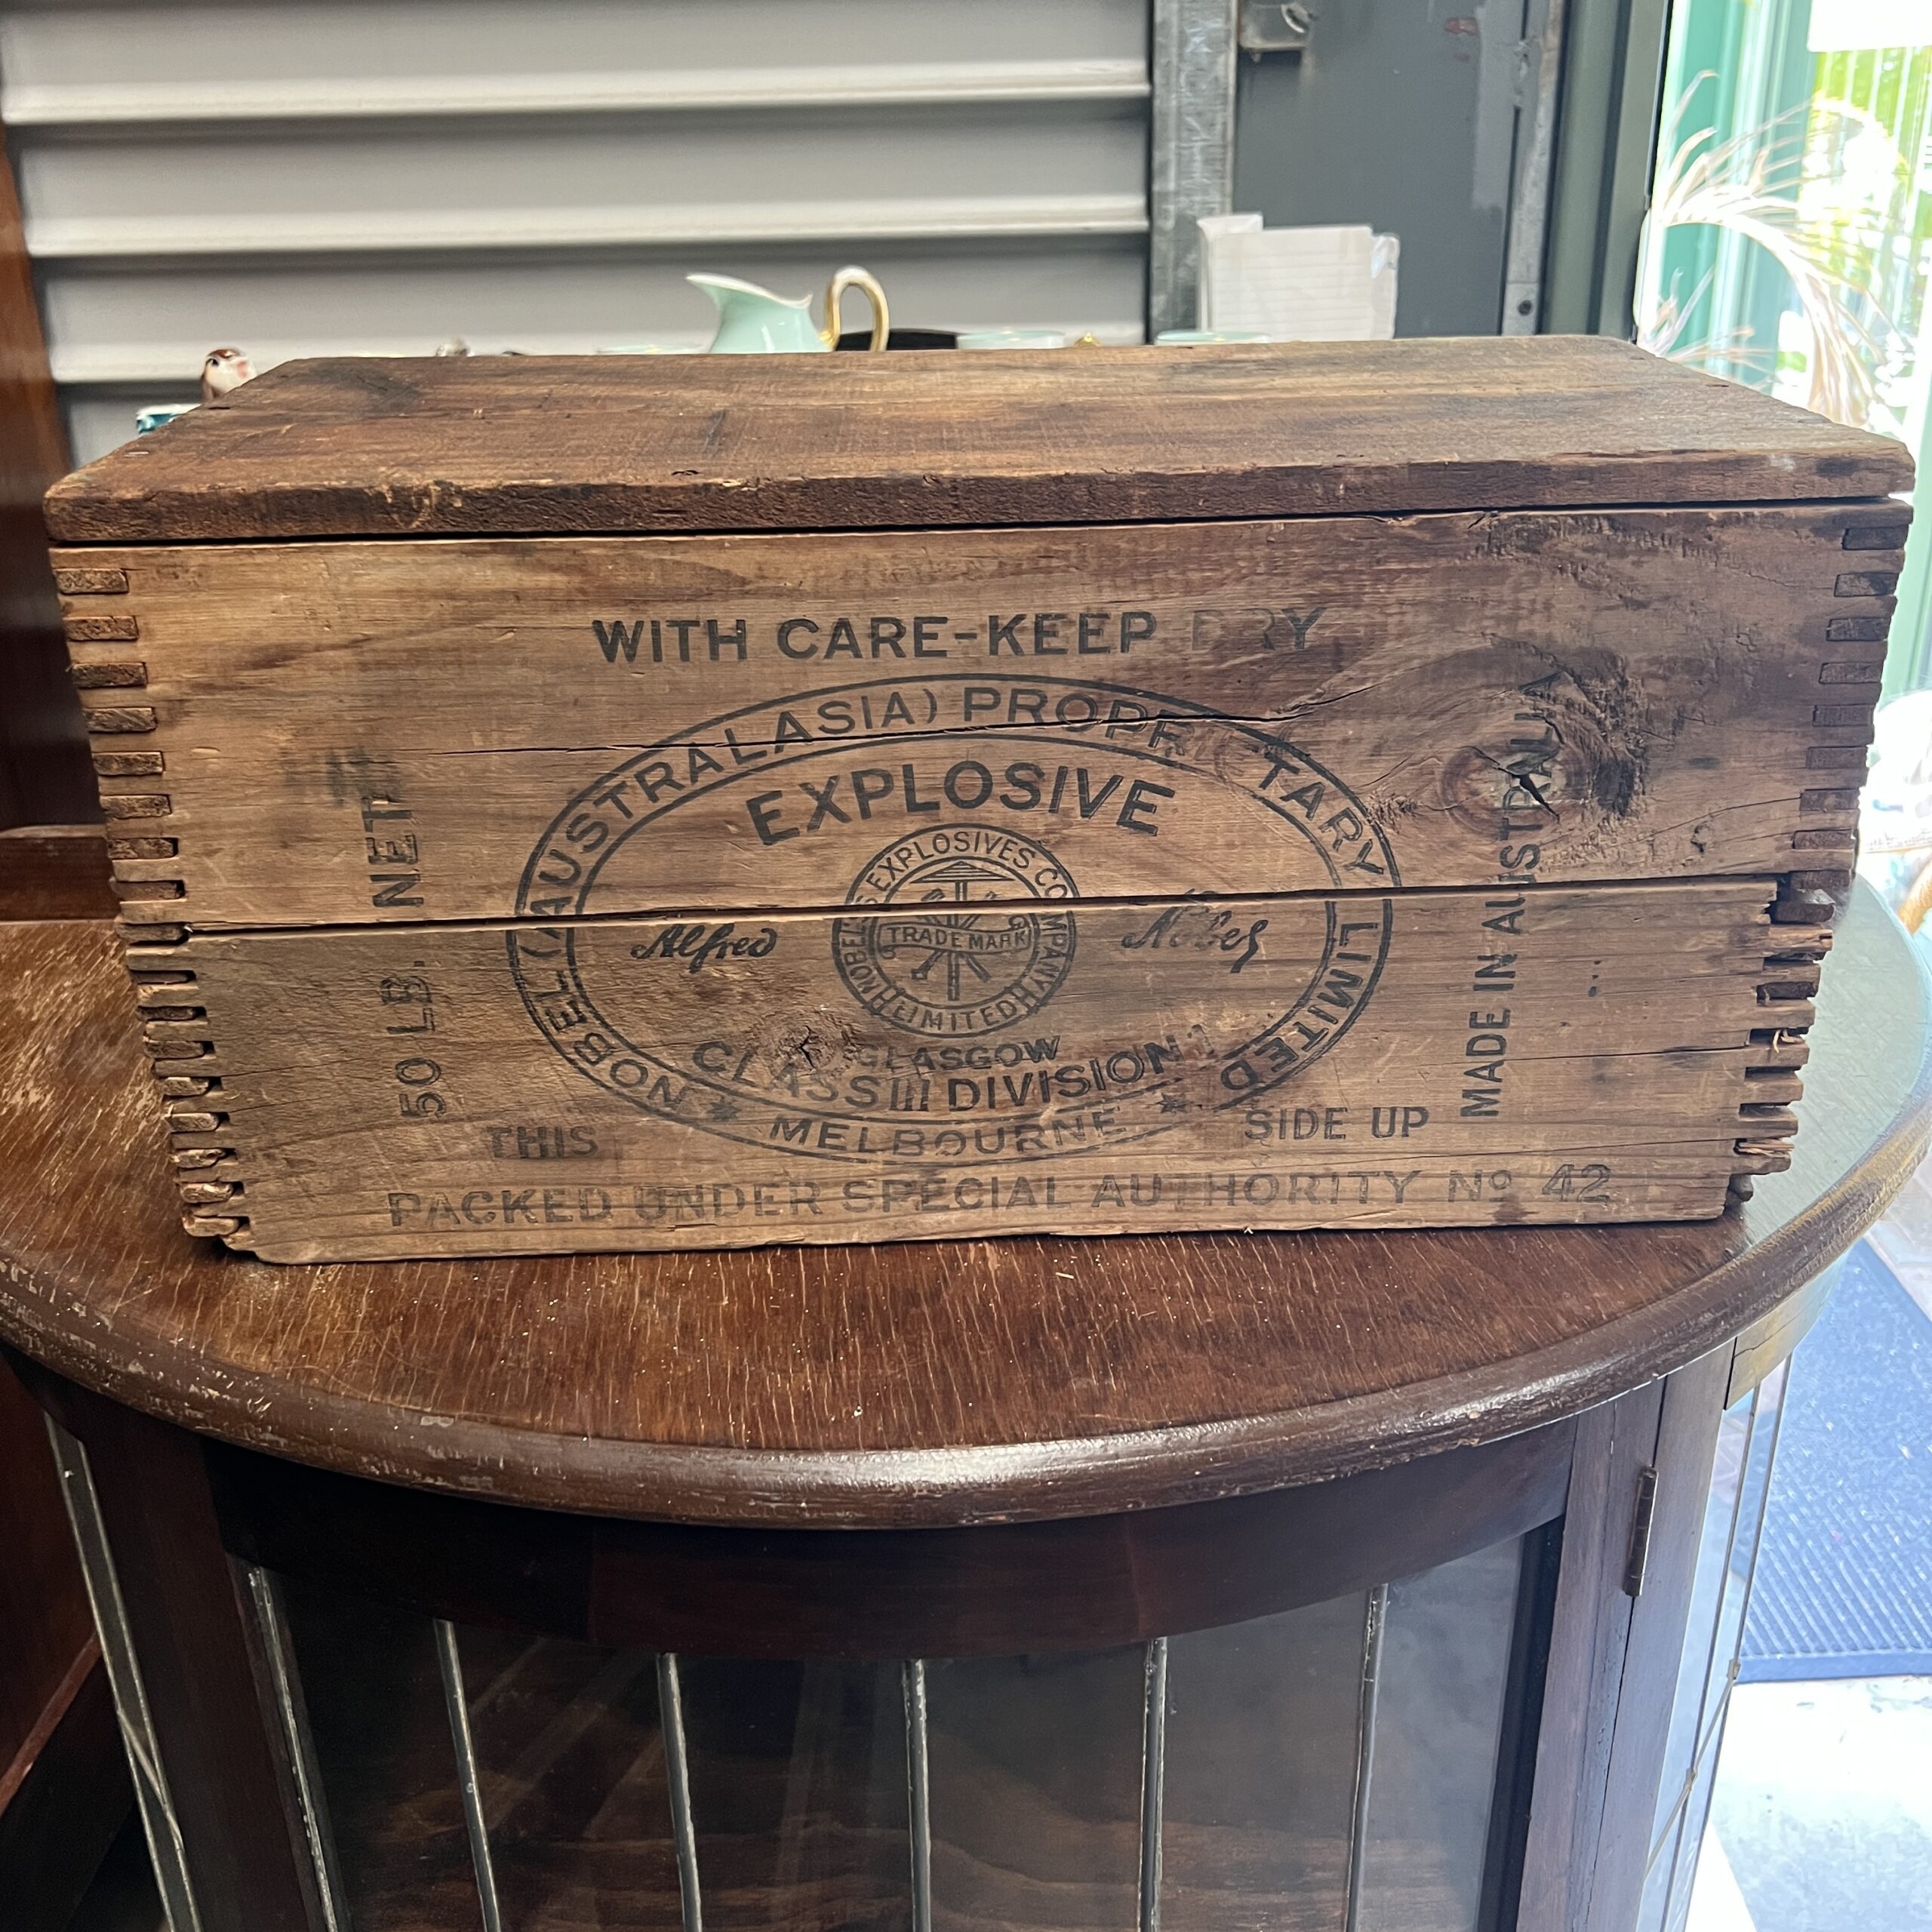 WITH CARE-KEEP DRY
NOBEL (AUSTRALASIA) PROPRIETARY LIMITED
EXPLOSIVE
NOBEL'S EXPLOSIVES COMPANY LIMITED
TRADE MARK
Alfred Nobel
GLASGOW
CLASS III DIVISION 1
MELBOURNE
THIS SIDE UP
PACKED UNDER SPECIAL AUTHORITY No 42
50 LB. NET
MADE IN AUSTRALIA